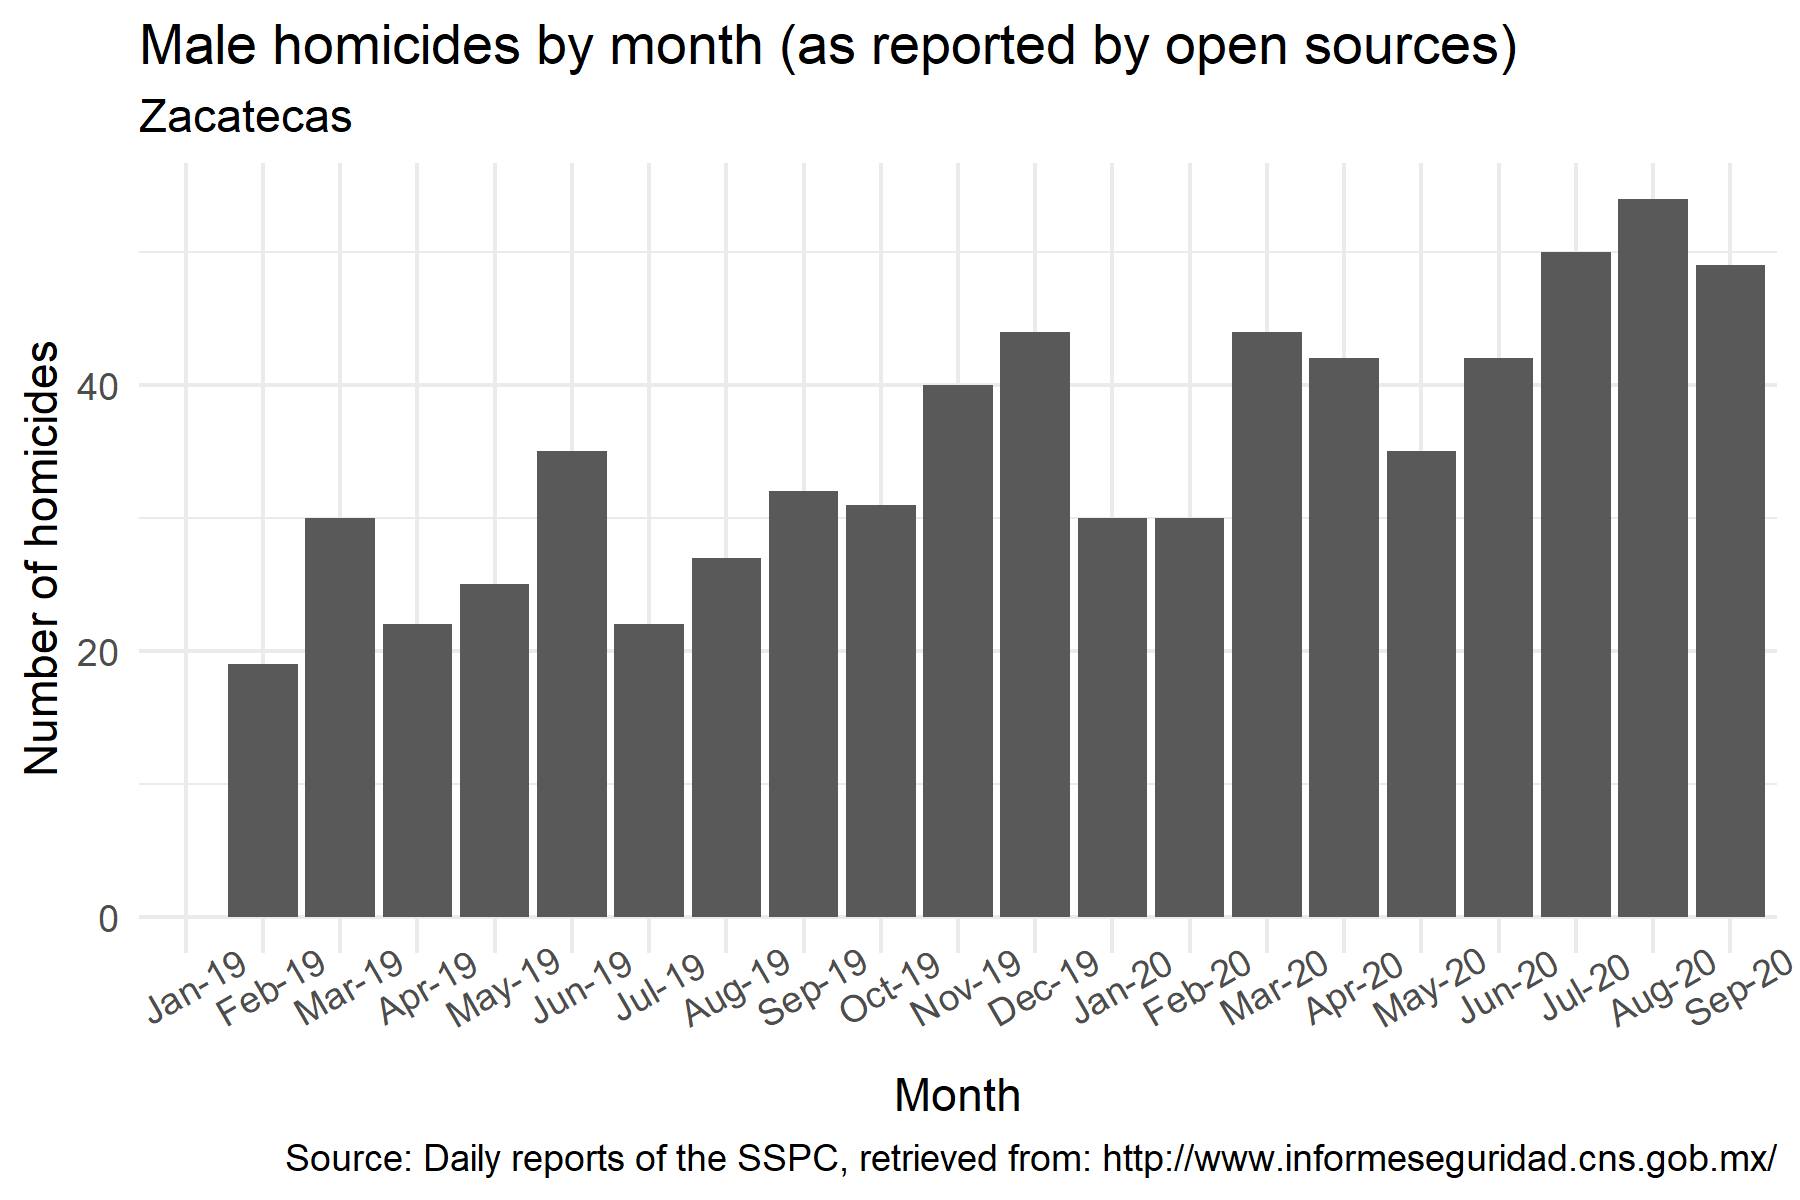 Male homicides by month (as reported by open sources)
Zacatecas
Number of homicides
40
20
0
Jan-19
Feb-19
Mar-19
Apr-19
May-19
Jun-19
Jul-19
Aug-19
Sep-19
Oct-19
Nov-19
Dec-19
Jan-20
Feb-20
Mar-20
Apr-20
May-20
Jun-20
Jul-20
Aug-20
Sep-20
Month
Source: Daily reports of the SSPC, retrieved from: http://www.informeseguridad.cns.gob.mx/